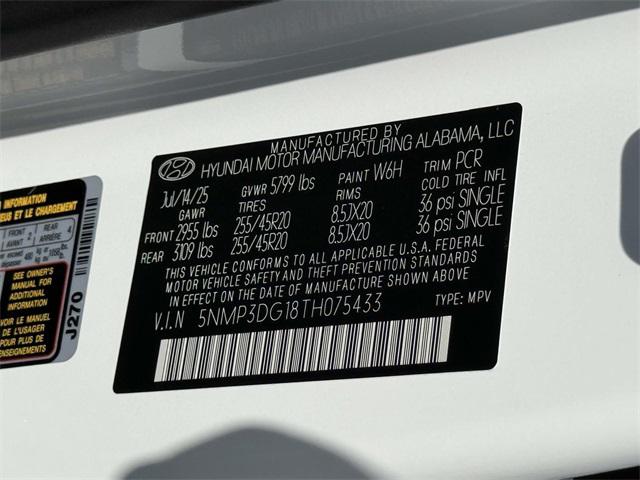 MANUFACTURED BY
HYUNDAI MOTOR MANUFACTURING ALABAMA, LLC
Jul/14/25 GVWR 5799 lbs PAINT W6H TRIM PCR
TIRES RIMS COLD TIRE INFL
FRONT 2955 lbs 255/45R20 8.5JX20 36 psi SINGLE
REAR 3109 lbs 255/45R20 8.5JX20 36 psi SINGLE
THIS VEHICLE CONFORMS TO ALL APPLICABLE U.S.A. FEDERAL
MOTOR VEHICLE SAFETY AND THEFT PREVENTION STANDARDS
IN EFFECT ON THE DATE OF MANUFACTURE SHOWN ABOVE
V.I.N 5NMP3DG18TH075433 TYPE: MPV
INFORMATION
ET LE CHARGEMENT
FRONT 2 REAR
AVANT ARRIÈRE
SEE OWNER'S
MANUAL FOR
ADDITIONAL
INFORMATION
VOIR LE MANUEL
DE L'USAGER
POUR PLUS DE
RENSEIGNEMENTS
J270